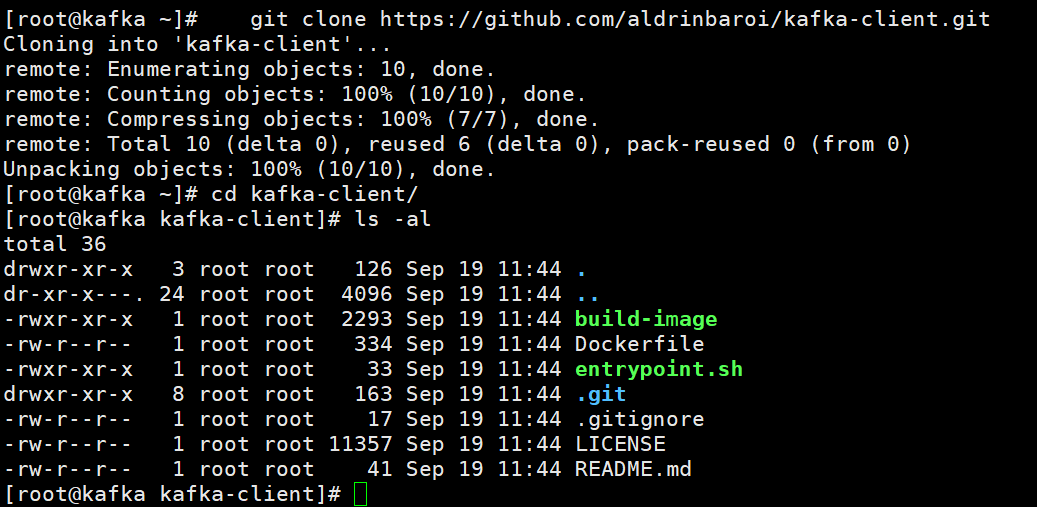 [root@kafka ~]#    git clone https://github.com/aldrinbaroi/kafka-client.git
Cloning into 'kafka-client'...
remote: Enumerating objects: 10, done.
remote: Counting objects: 100% (10/10), done.
remote: Compressing objects: 100% (7/7), done.
remote: Total 10 (delta 0), reused 6 (delta 0), pack-reused 0 (from 0)
Unpacking objects: 100% (10/10), done.
[root@kafka ~]# cd kafka-client/
[root@kafka kafka-client]# ls -al
total 36
drwxr-xr-x   3 root root   126 Sep 19 11:44 .
dr-xr-x---. 24 root root  4096 Sep 19 11:44 ..
-rwxr-xr-x   1 root root  2293 Sep 19 11:44 build-image
-rw-r--r--   1 root root   334 Sep 19 11:44 Dockerfile
-rwxr-xr-x   1 root root    33 Sep 19 11:44 entrypoint.sh
drwxr-xr-x   8 root root   163 Sep 19 11:44 .git
-rw-r--r--   1 root root    17 Sep 19 11:44 .gitignore
-rw-r--r--   1 root root 11357 Sep 19 11:44 LICENSE
-rw-r--r--   1 root root    41 Sep 19 11:44 README.md
[root@kafka kafka-client]#